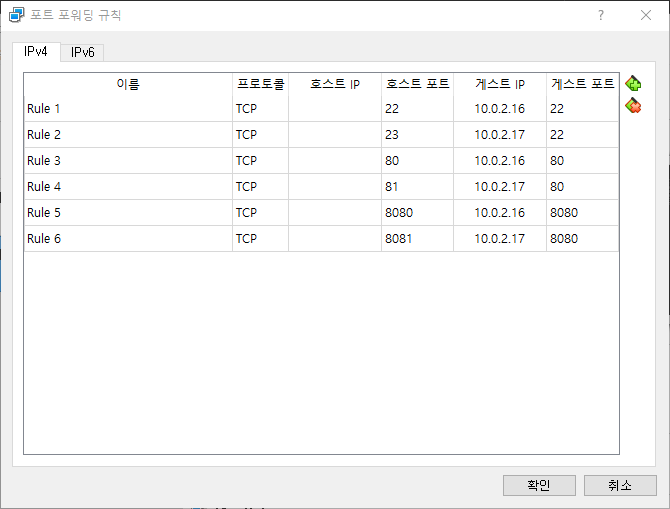 포트 포워딩 규칙
IPv4 IPv6
이름 프로토콜 호스트 IP 호스트 포트 게스트 IP 게스트 포트
Rule 1 TCP 22 10.0.2.16 22
Rule 2 TCP 23 10.0.2.17 22
Rule 3 TCP 80 10.0.2.16 80
Rule 4 TCP 81 10.0.2.17 80
Rule 5 TCP 8080 10.0.2.16 8080
Rule 6 TCP 8081 10.0.2.17 8080
확인 취소